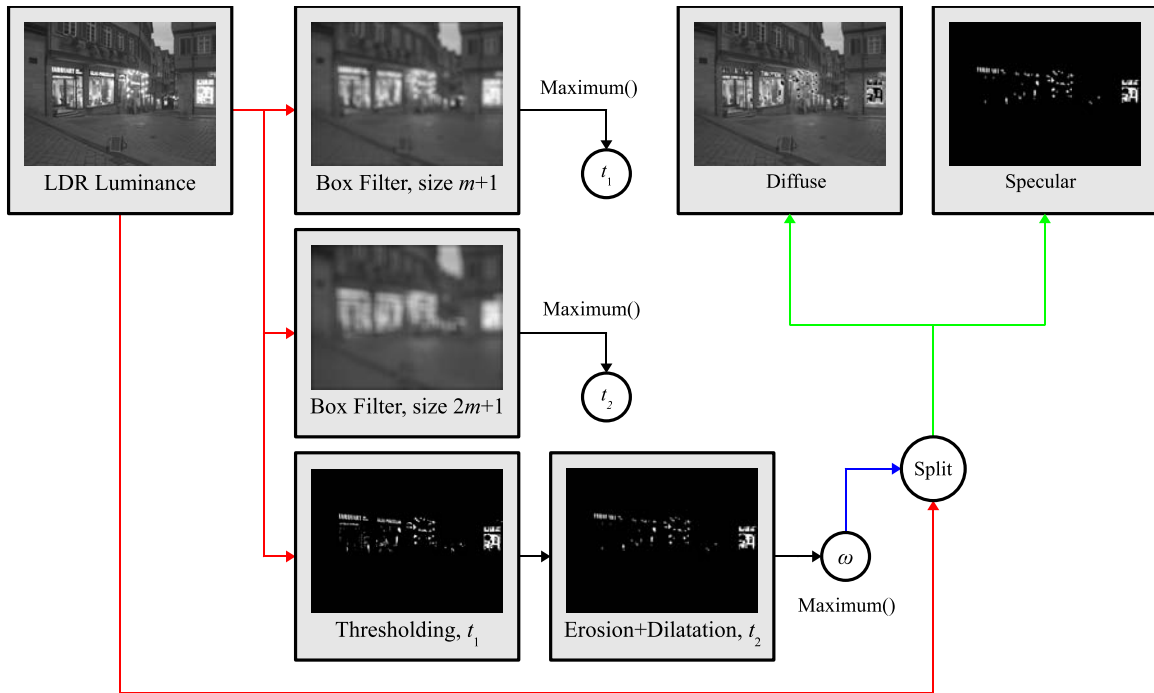 LDR Luminance
Box Filter, size m+1
Maximum()
t1
Diffuse
Specular
Box Filter, size 2m+1
Maximum()
t2
Split
Thresholding, t1
Erosion+Dilatation, t2
ω
Maximum()